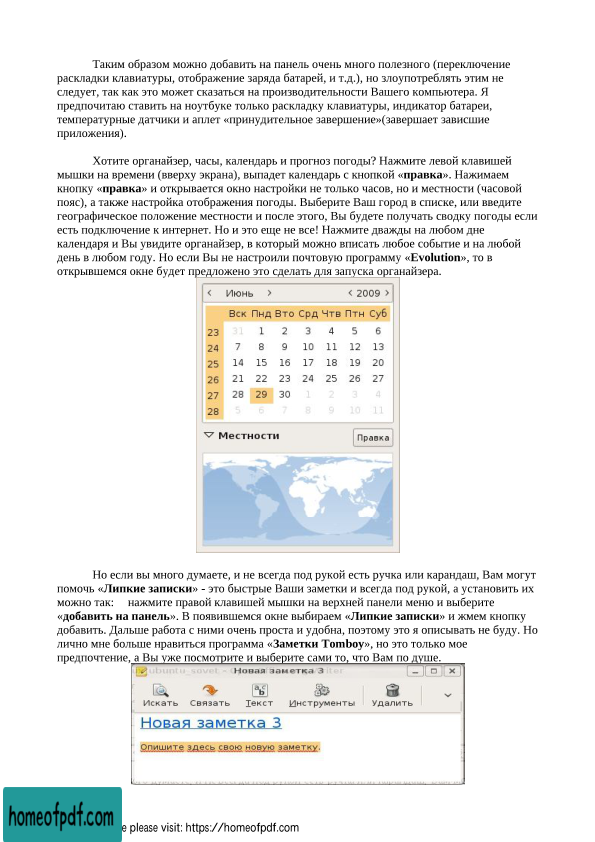 Таким образом можно добавить на панель очень много полезного (переключение
раскладки клавиатуры, отображение заряда батарей, и т.д.), но злоупотреблять этим не
следует, так как это может сказаться на производительности Вашего компьютера. Я
предпочитаю ставить на ноутбуке только раскладку клавиатуры, индикатор батареи,
температурные датчики и аплет «принудительное завершение»(завершает зависшие
приложения).
Хотите органайзер, часы, календарь и прогноз погоды? Нажмите левой клавишей
мышки на времени (вверху экрана), выпадет календарь с кнопкой «правка». Нажимаем
кнопку «правка» и открывается окно настройки не только часов, но и местности (часовой
пояс), а также настройка отображения погоды. Выберите Ваш город в списке, или введите
географическое положение местности и после этого, Вы будете получать сводку погоды если
есть подключение к интернет. Но и это еще не все! Нажмите дважды на любом дне
календаря и Вы увидите органайзер, в который можно вписать любое событие и на любой
день в любом году. Но если Вы не настроили почтовую программу «Evolution», то в
открывшемся окне будет предложено это сделать для запуска органайзера.
< Июнь > < 2009 >
Вск Пнд Вто Срд Чтв Птн Суб
23 31 1 2 3 4 5 6
24 7 8 9 10 11 12 13
25 14 15 16 17 18 19 20
26 21 22 23 24 25 26 27
27 28 29 30 1 2 3 4
28 5 6 7 8 9 10 11
Местности Правка
Но если вы много думаете, и не всегда под рукой есть ручка или карандаш, Вам могут
помочь «Липкие записки» - это быстрые Ваши заметки и всегда под рукой, а установить их
можно так: нажмите правой клавишей мышки на верхней панели меню и выберите
«добавить на панель». В появившемся окне выбираем «Липкие записки» и жмем кнопку
добавить. Дальше работа с ними очень проста и удобна, поэтому это я описывать не буду. Но
лично мне больше нравиться программа «Заметки Tomboy», но это только мое
предпочтение, а Вы уже посмотрите и выберите сами то, что Вам по душе.
Новая заметка 3
Искать Связать Текст Инструменты Удалить
Новая заметка 3
Опишите здесь свою новую заметку.
homeofpdf.com
e please visit: https://homeofpdf.com